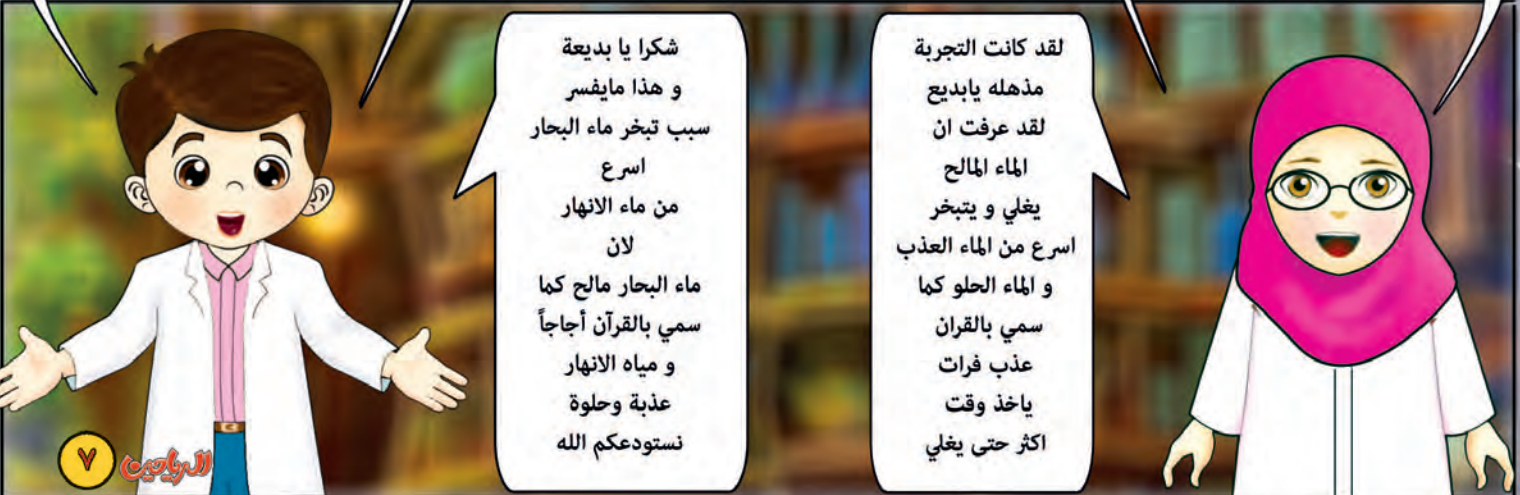 لقد كانت التجربة
مذهله يابديع
لقد عرفت ان
الماء المالح
يغلي و يتبخر
اسرع من الماء العذب
و الماء الحلو كما
سمي بالقران
عذب فرات
ياخذ وقت
اكثر حتى يغلي
شكرا يا بديعة
و هذا مايفسر
سبب تبخر ماء البحار
اسرع
من ماء الانهار
لان
ماء البحار مالح كما
سمي بالقرآن أجاجاً
و مياه الانهار
عذبة وحلوة
نستودعكم الله
الرياحين
٧